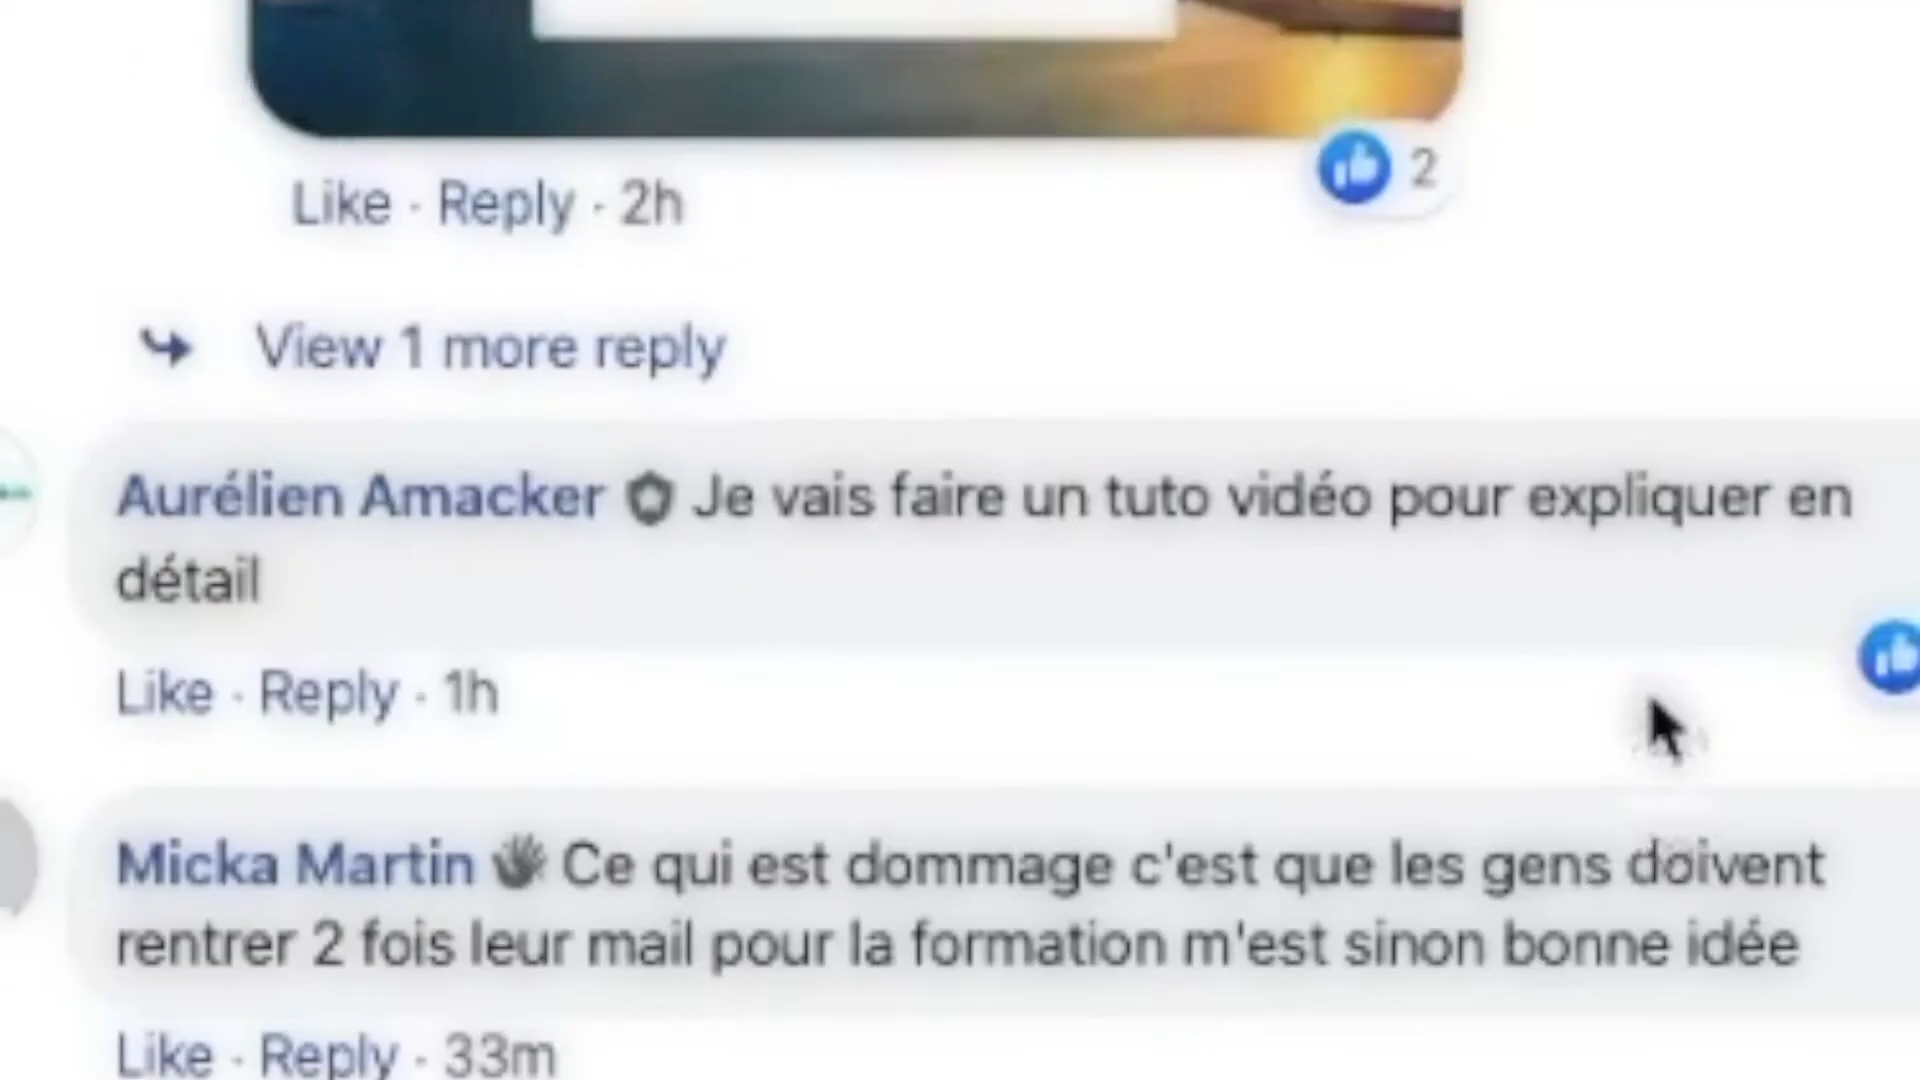 Like · Reply · 2h
2
View 1 more reply
Aurélien Amacker Je vais faire un tuto vidéo pour expliquer en
détail
Like · Reply · 1h
Micka Martin Ce qui est dommage c'est que les gens doivent
rentrer 2 fois leur mail pour la formation m'est sinon bonne idée
Like · Reply · 33m